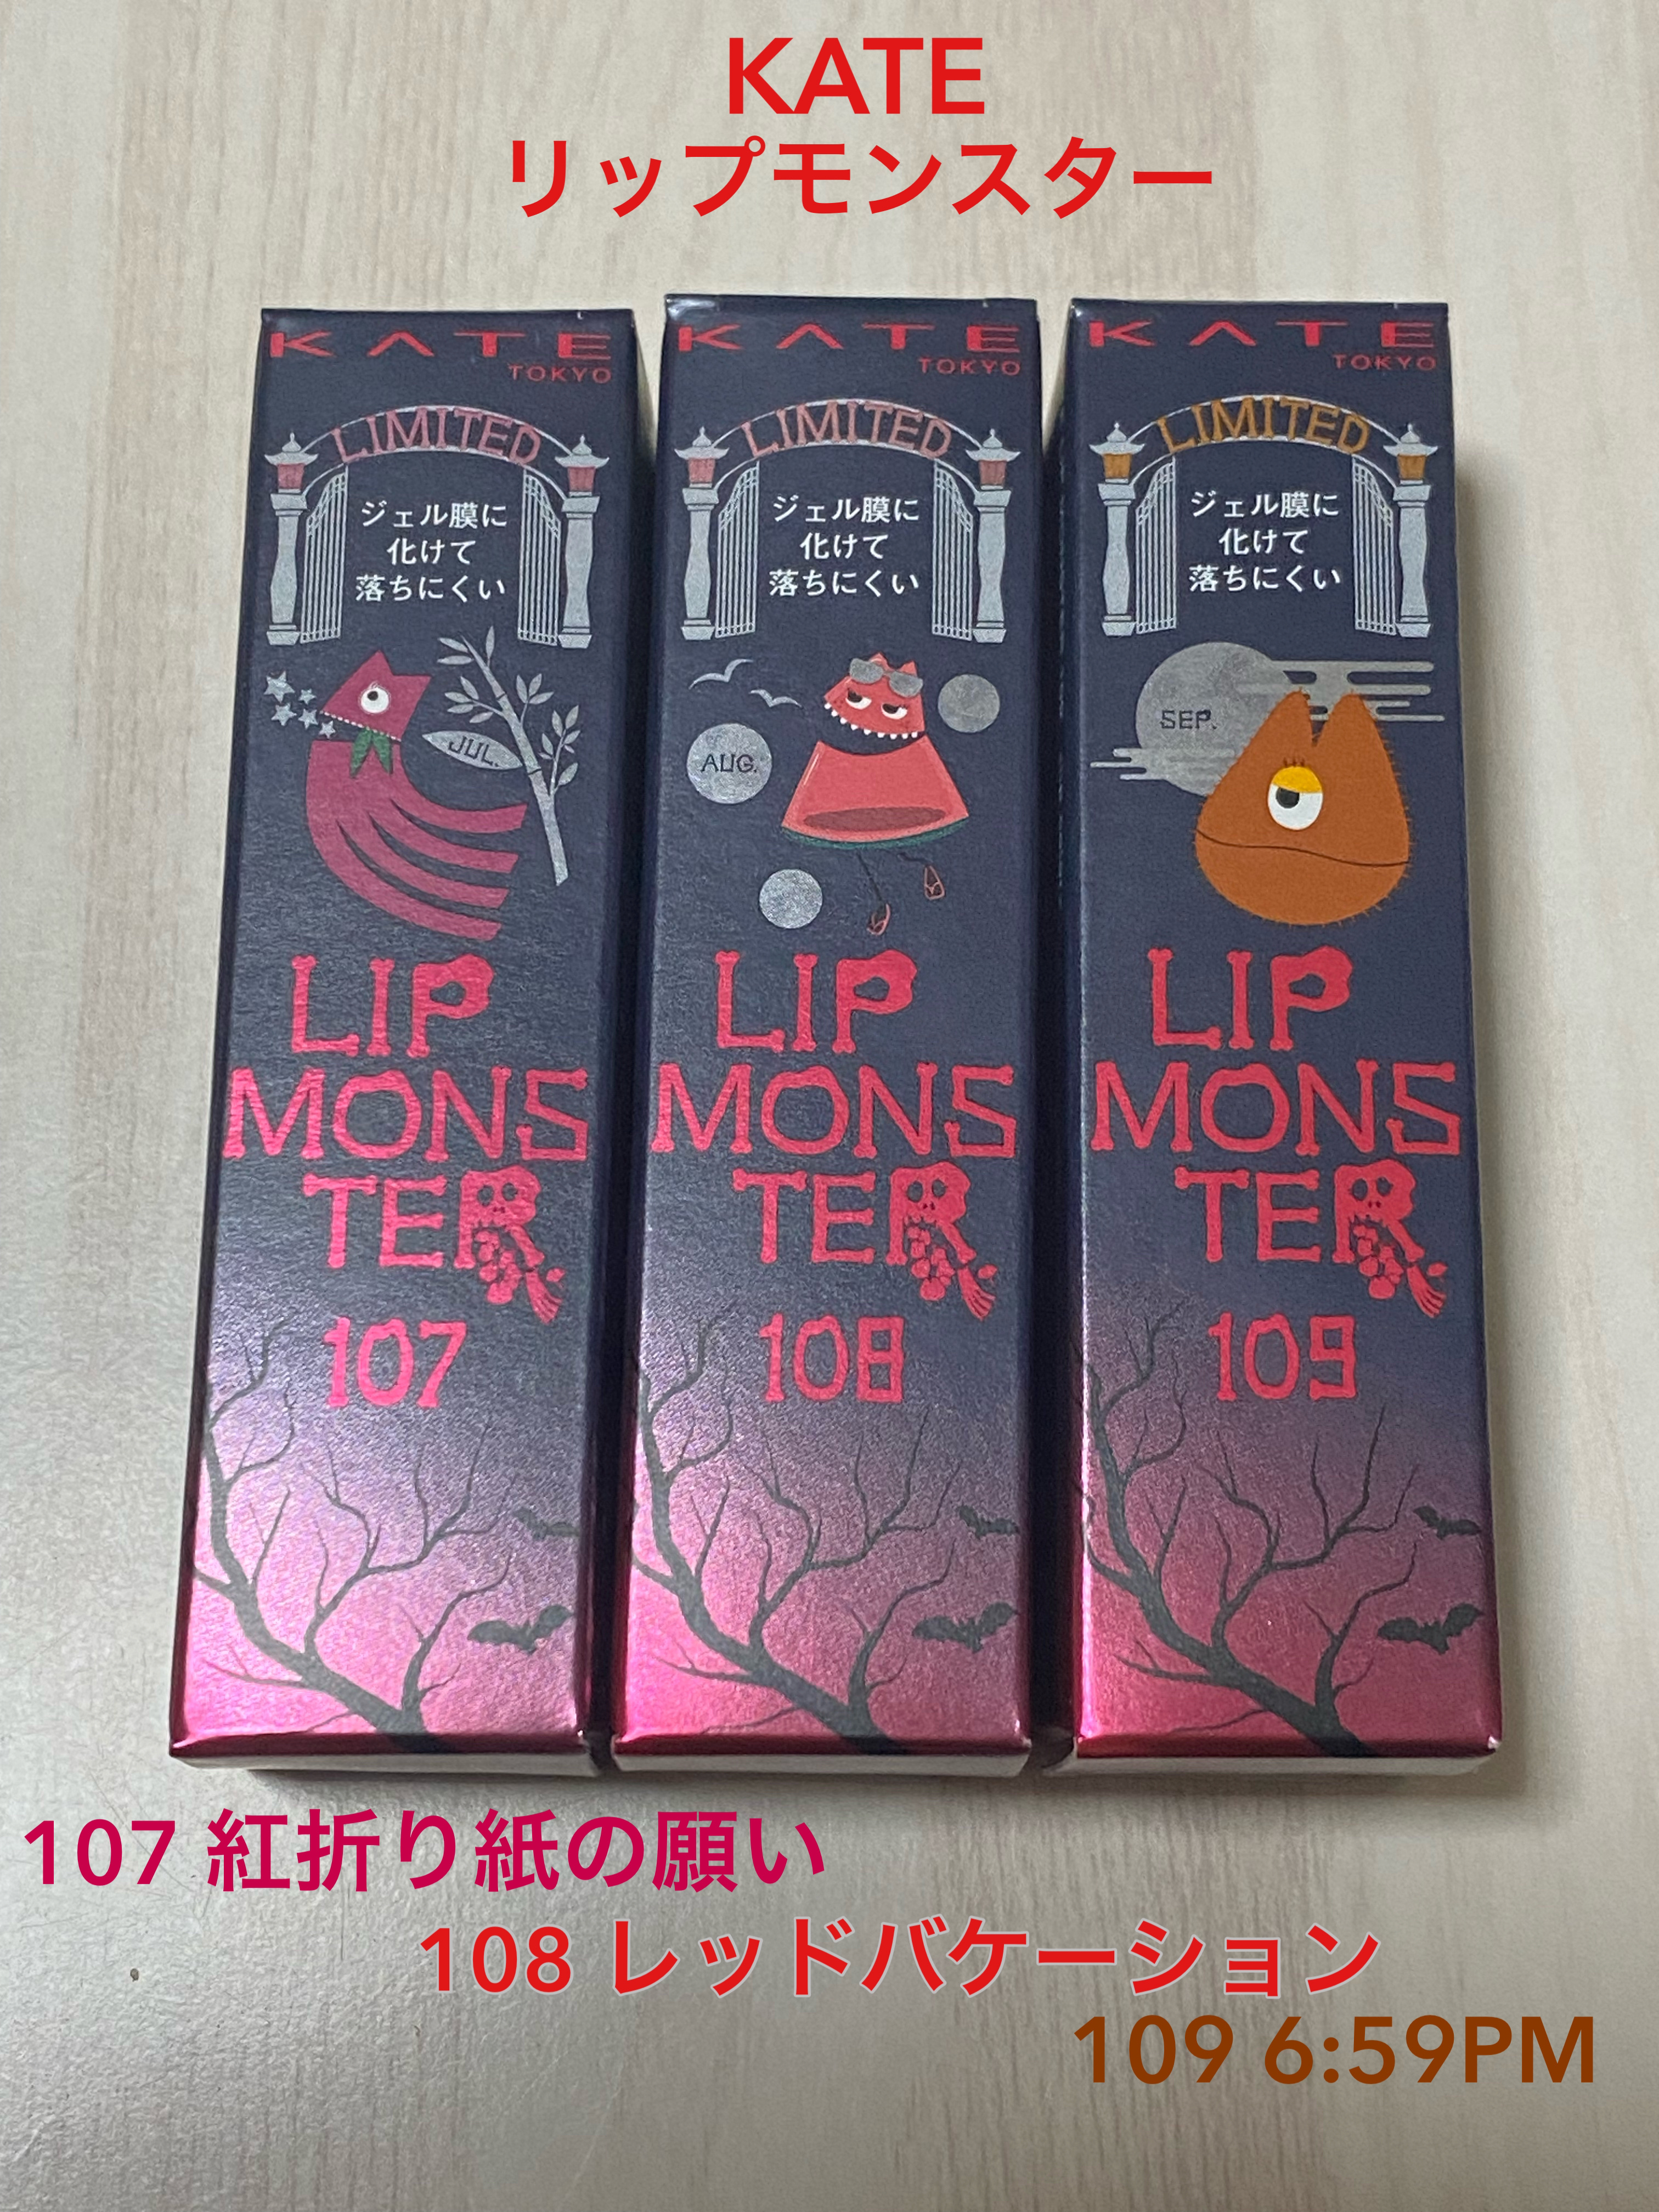 KATE
リップモンスター
KATE
TOKYO
LIMITED
ジェル膜に
化けて
落ちにくい
JUL.
LIP
MONS
TER
107
KATE
TOKYO
LIMITED
ジェル膜に
化けて
落ちにくい
AUG.
LIP
MONS
TER
108
KATE
TOKYO
LIMITED
ジェル膜に
化けて
落ちにくい
SEP.
LIP
MONS
TER
109
107 紅折り紙の願い
108 レッドバケーション
109 6:59PM